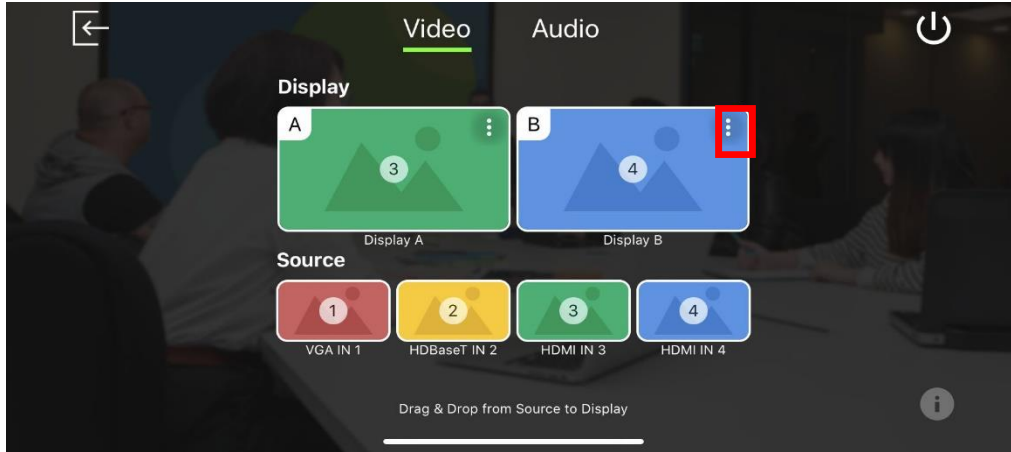 Video Audio
Display
A B
3 4
Display A Display B
Source
1 2 3 4
VGA IN 1 HDBaseT IN 2 HDMI IN 3 HDMI IN 4
Drag & Drop from Source to Display
i